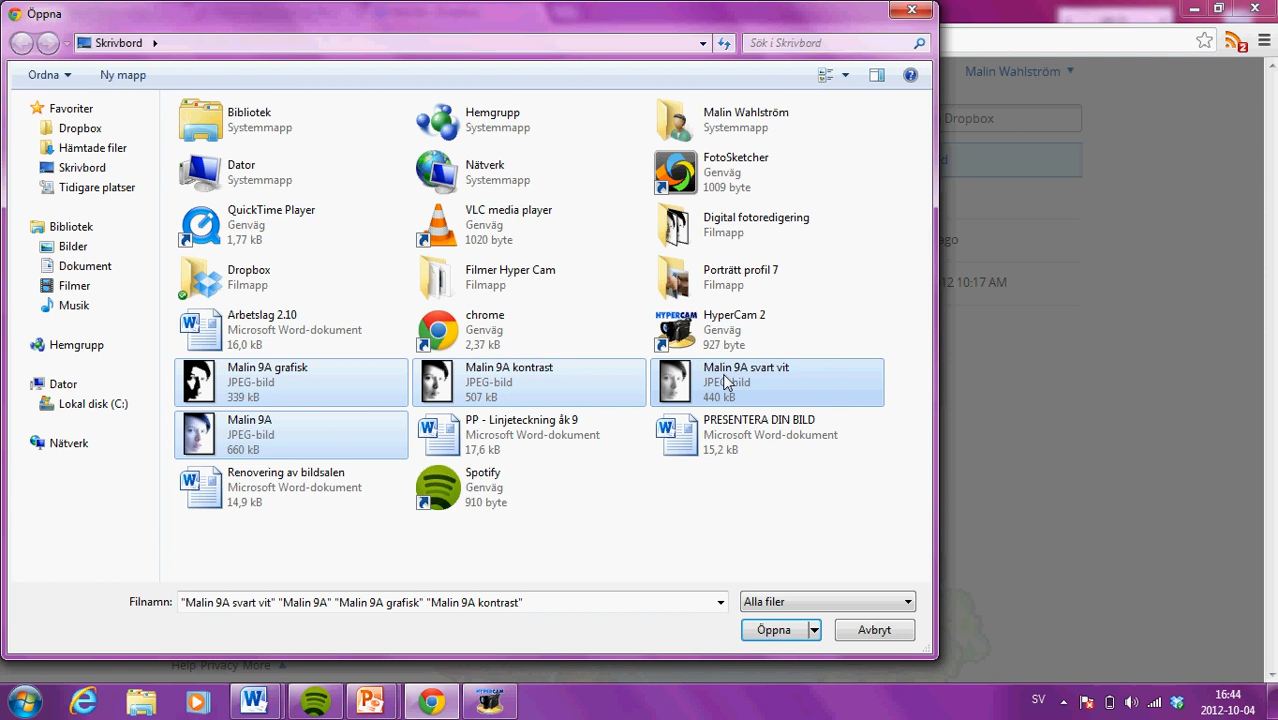 Öppna
Skrivbord
Sök i Skrivbord
Ordna
Ny mapp
Malin Wahlström
Dropbox
d
ago
12 10:17 AM
Favoriter
Dropbox
Hämtade filer
Skrivbord
Tidigare platser
Bibliotek
Bilder
Dokument
Filmer
Musik
Hemgrupp
Dator
Lokal disk (C:)
Nätverk
Bibliotek
Systemmapp
Hemgrupp
Systemmapp
Malin Wahlström
Systemmapp
Dator
Systemmapp
Nätverk
Systemmapp
FotoSketcher
Genväg
1009 byte
QuickTime Player
Genväg
1,77 kB
VLC media player
Genväg
1020 byte
Digital fotoredigering
Filmapp
Dropbox
Filmapp
Filmer Hyper Cam
Filmapp
Porträtt profil 7
Filmapp
Arbetslag 2.10
Microsoft Word-dokument
16,0 kB
chrome
Genväg
2,37 kB
HYPERCAM
HyperCam 2
Genväg
927 byte
Malin 9A grafisk
JPEG-bild
339 kB
Malin 9A kontrast
JPEG-bild
507 kB
Malin 9A svart vit
JPEG-bild
440 kB
Malin 9A
JPEG-bild
660 kB
PP - Linjeteckning åk 9
Microsoft Word-dokument
17,6 kB
PRESENTERA DIN BILD
Microsoft Word-dokument
15,2 kB
Renovering av bildsalen
Microsoft Word-dokument
14,9 kB
Spotify
Genväg
910 byte
Filnamn:
"Malin 9A svart vit" "Malin 9A" "Malin 9A grafisk" "Malin 9A kontrast"
Alla filer
Öppna
Avbryt
Help Privacy More
2
HYPERCAM
SV
16:44
2012-10-04